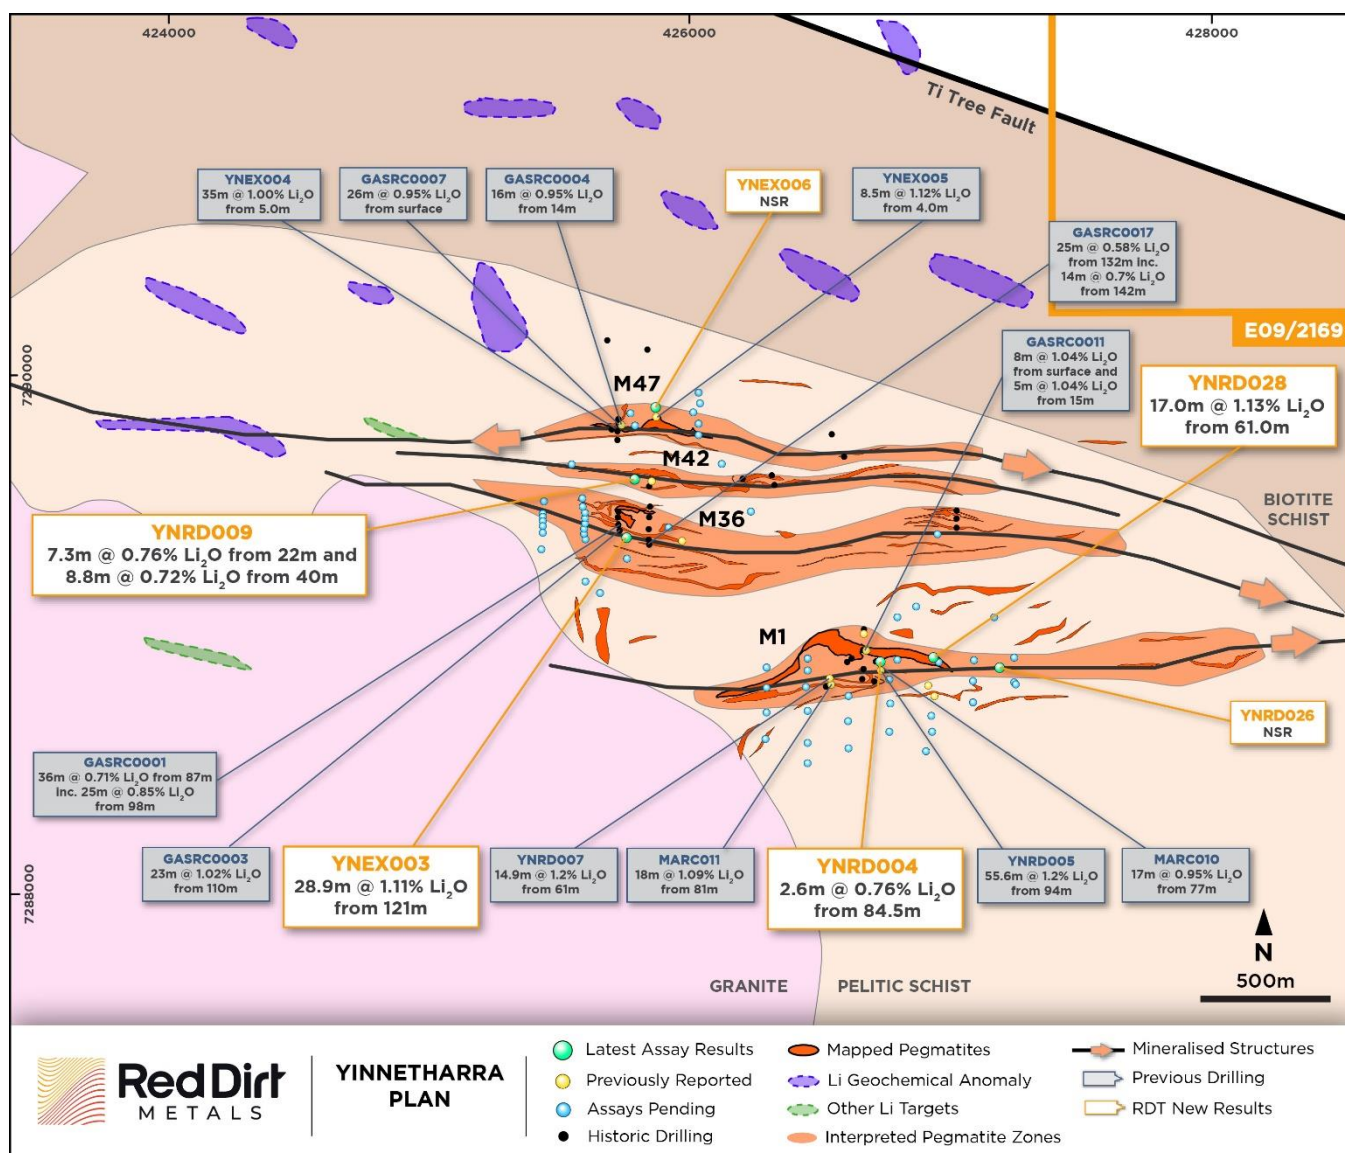 424000
426000
428000
Ti Tree Fault
YNEX004
35m @ 1.00% Li₂O
from 5.0m
GASRC0007
26m @ 0.95% Li₂O
from surface
GASRC0004
16m @ 0.95% Li₂O
from 14m
YNEX006
NSR
YNEX005
8.5m @ 1.12% Li₂O
from 4.0m
GASRC0017
25m @ 0.58% Li₂O
from 132m inc.
14m @ 0.7% Li₂O
from 142m
E09/2169
GASRC0011
8m @ 1.04% Li₂O
from surface and
5m @ 1.04% Li₂O
from 15m
YNRD028
17.0m @ 1.13% Li₂O
from 61.0m
7290000
M47
M42
M36
BIOTITE
SCHIST
YNRD009
7.3m @ 0.76% Li₂O from 22m and
8.8m @ 0.72% Li₂O from 40m
M1
YNRD026
NSR
GASRC0001
36m @ 0.71% Li₂O from 87m
inc. 25m @ 0.85% Li₂O
from 98m
7288000
GASRC0003
23m @ 1.02% Li₂O
from 110m
YNEX003
28.9m @ 1.11% Li₂O
from 121m
YNRD007
14.9m @ 1.2% Li₂O
from 61m
MARC011
18m @ 1.09% Li₂O
from 81m
YNRD004
2.6m @ 0.76% Li₂O
from 84.5m
YNRD005
55.6m @ 1.2% Li₂O
from 94m
MARC010
17m @ 0.95% Li₂O
from 77m
N
500m
GRANITE
PELITIC SCHIST
Red Dirt
METALS
YINNETHARRA
PLAN
Latest Assay Results
Previously Reported
Assays Pending
Historic Drilling
Mapped Pegmatites
Li Geochemical Anomaly
Other Li Targets
Interpreted Pegmatite Zones
Mineralised Structures
Previous Drilling
RDT New Results